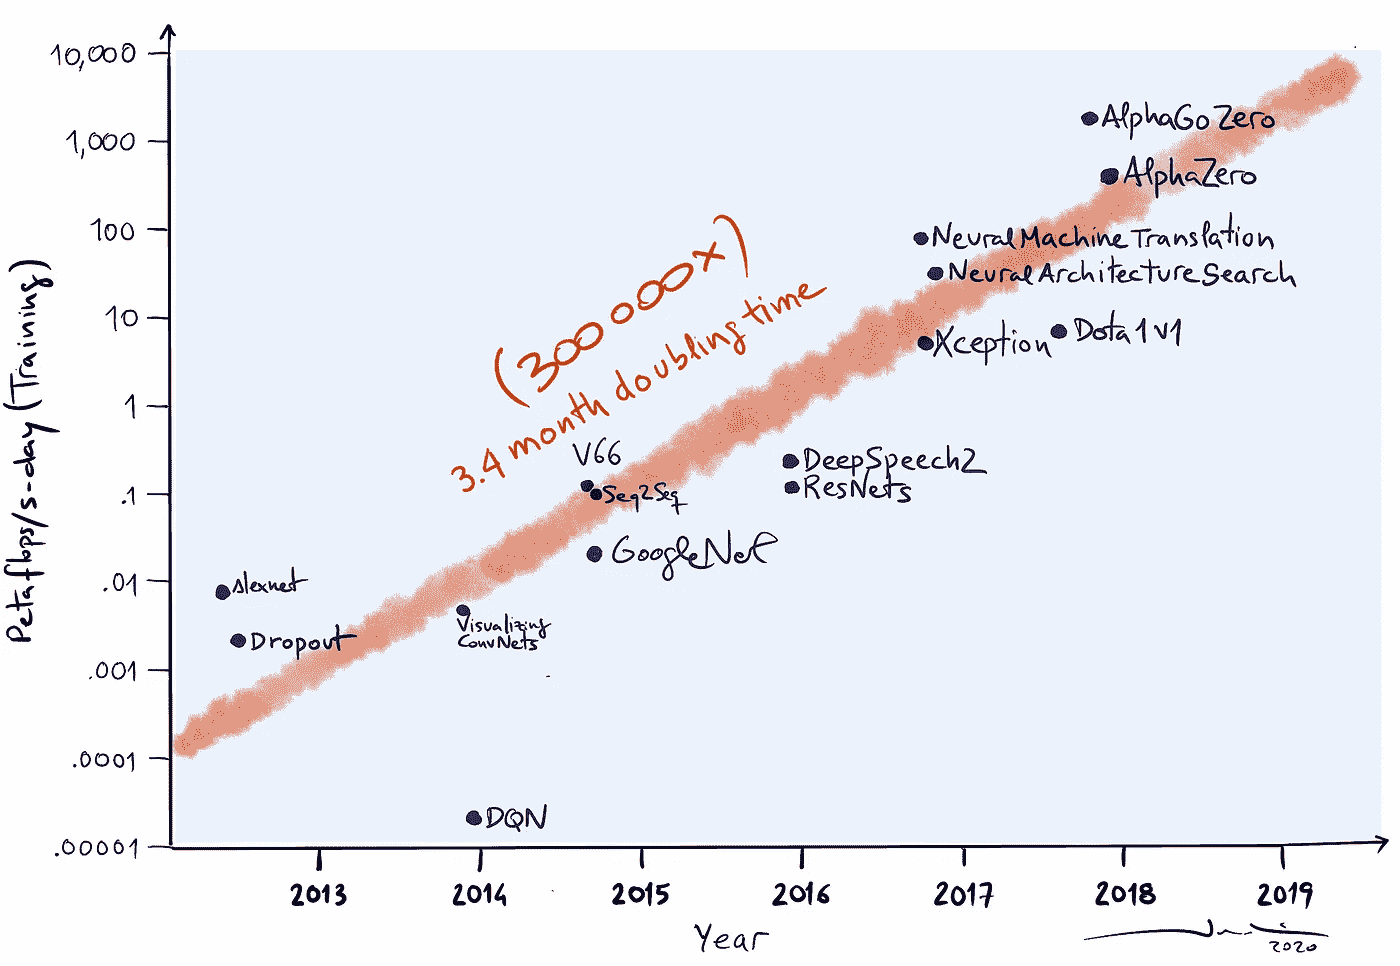 10,000
1,000
100
10
1
.1
.01
.001
.0001
.00001
Petaflops/s-day (Training)
AlphaGo Zero
AlphaZero
Neural Machine Translation
Neural Architecture Search
Xception
Dota 1v1
(300 000x)
3.4 month doubling time
VGG
Seq2Seq
GoogleNet
DeepSpeech2
ResNets
Alexnet
Dropout
Visualizing
ConvNets
DQN
2013 2014 2015 2016 2017 2018 2019
Year
2020